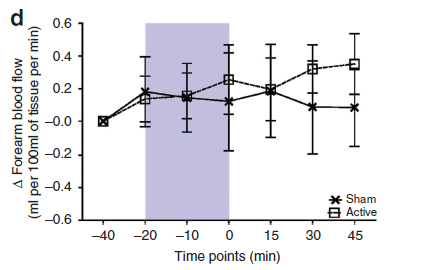 d
Δ Forearm blood flow
(ml per 100ml of tissue per min)
0.6
0.4
0.2
–0.0
–0.2
–0.4
–0.6
Sham
Active
–40 –20 –10 0 15 30 45
Time points (min)